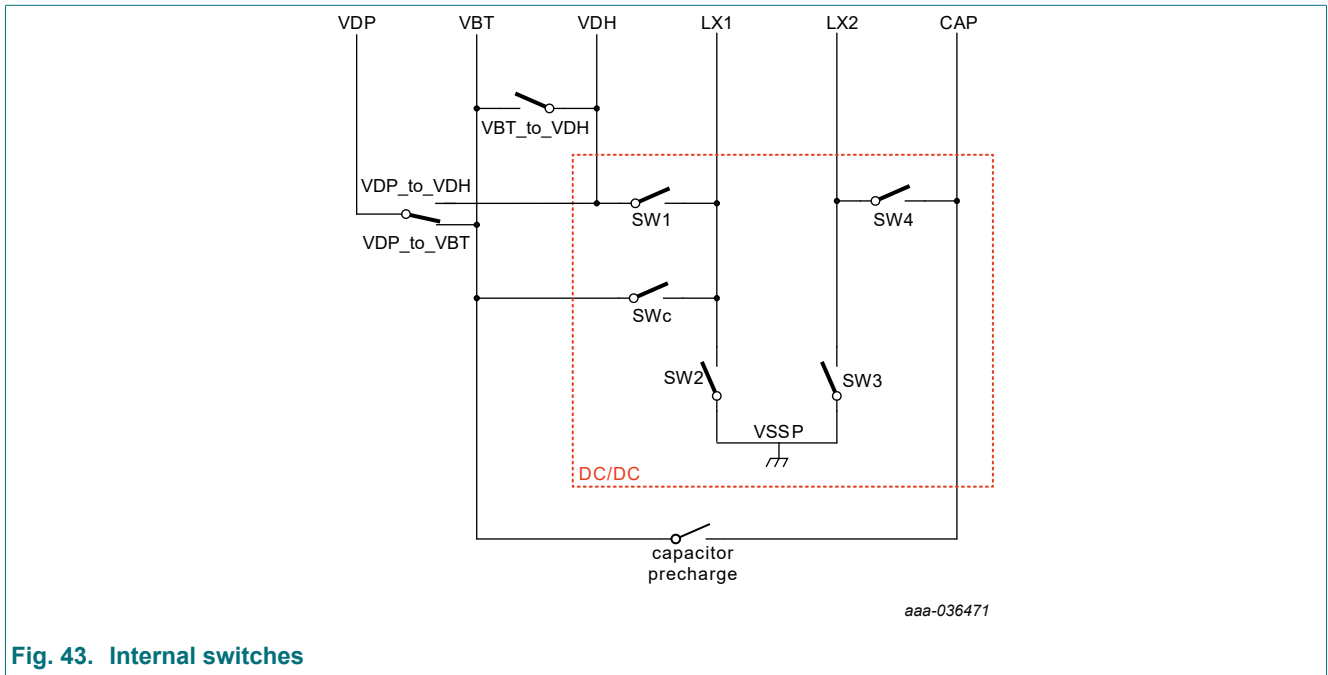 VDP VBT VDH LX1 LX2 CAP
VBT_to_VDH
VDP_to_VDH
SW1
SW4
VDP_to_VBT
SWc
SW2
SW3
VSSP
DC/DC
capacitor
precharge
aaa-036471
Fig. 43. Internal switches